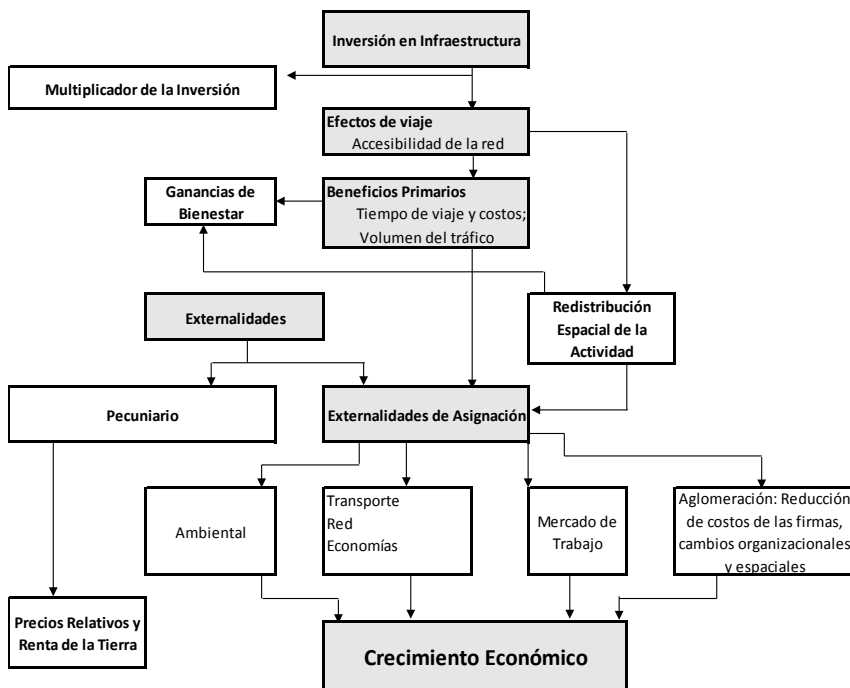 Inversión en Infraestructura
Multiplicador de la Inversión
Efectos de viaje
Accesibilidad de la red
Ganancias de
Bienestar
Beneficios Primarios
Tiempo de viaje y costos;
Volumen del tráfico
Externalidades
Redistribución
Espacial de la
Actividad
Pecuniario
Externalidades de Asignación
Ambiental
Transporte
Red
Economías
Mercado de
Trabajo
Aglomeración: Reducción
de costos de las firmas,
cambios organizacionales
y espaciales
Precios Relativos y
Renta de la Tierra
Crecimiento Económico